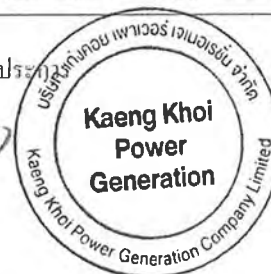 บริษัท แก่งคอย เพาเวอร์ เจเนอเรชั่น จำกัด
Kaeng Khoi
Power
Generation
Kaeng Khoi Power Generation Company Limited